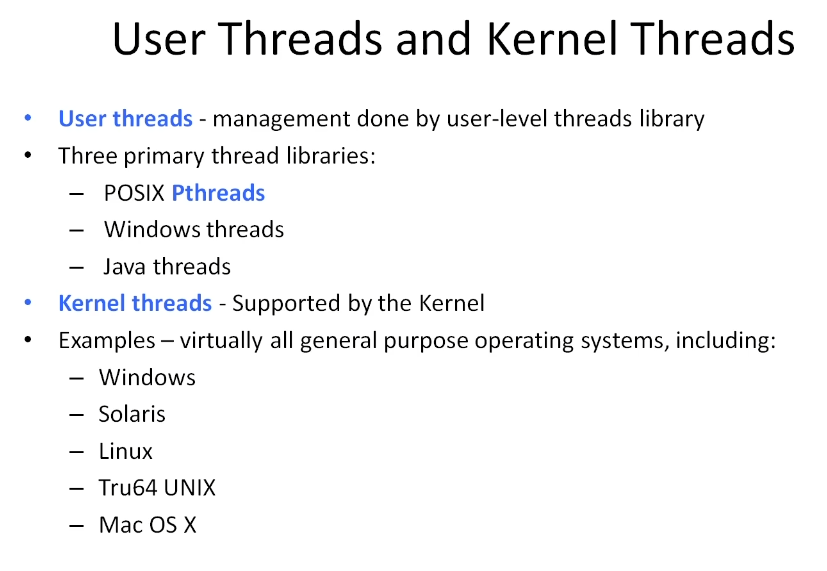 User Threads and Kernel Threads
• User threads - management done by user-level threads library
• Three primary thread libraries:
– POSIX Pthreads
– Windows threads
– Java threads
• Kernel threads - Supported by the Kernel
• Examples – virtually all general purpose operating systems, including:
– Windows
– Solaris
– Linux
– Tru64 UNIX
– Mac OS X